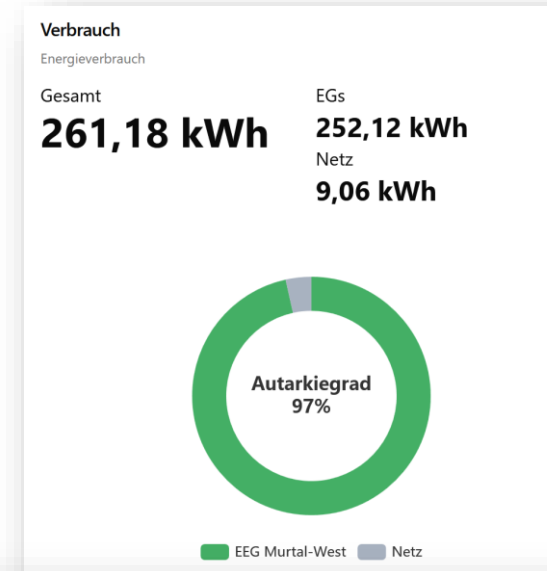 Verbrauch
Energieverbrauch
Gesamt
261,18 kWh
EGs
252,12 kWh
Netz
9,06 kWh
Autarkiegrad
97%
EEG Murtal-West
Netz